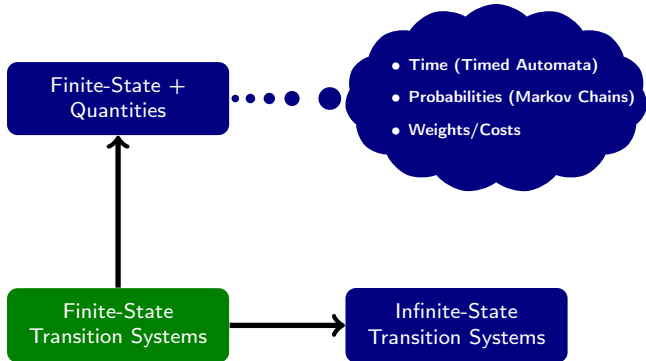 Finite-State +
Quantities
• Time (Timed Automata)
• Probabilities (Markov Chains)
• Weights/Costs
Finite-State
Transition Systems
Infinite-State
Transition Systems